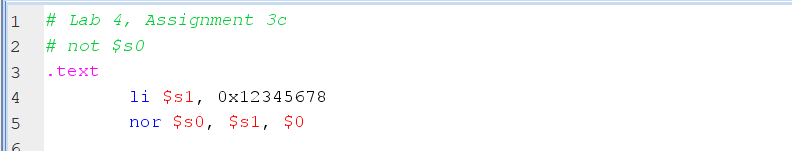 1 # Lab 4, Assignment 3c
2 # not $s0
3 .text
4 li $s1, 0x12345678
5 nor $s0, $s1, $0
6